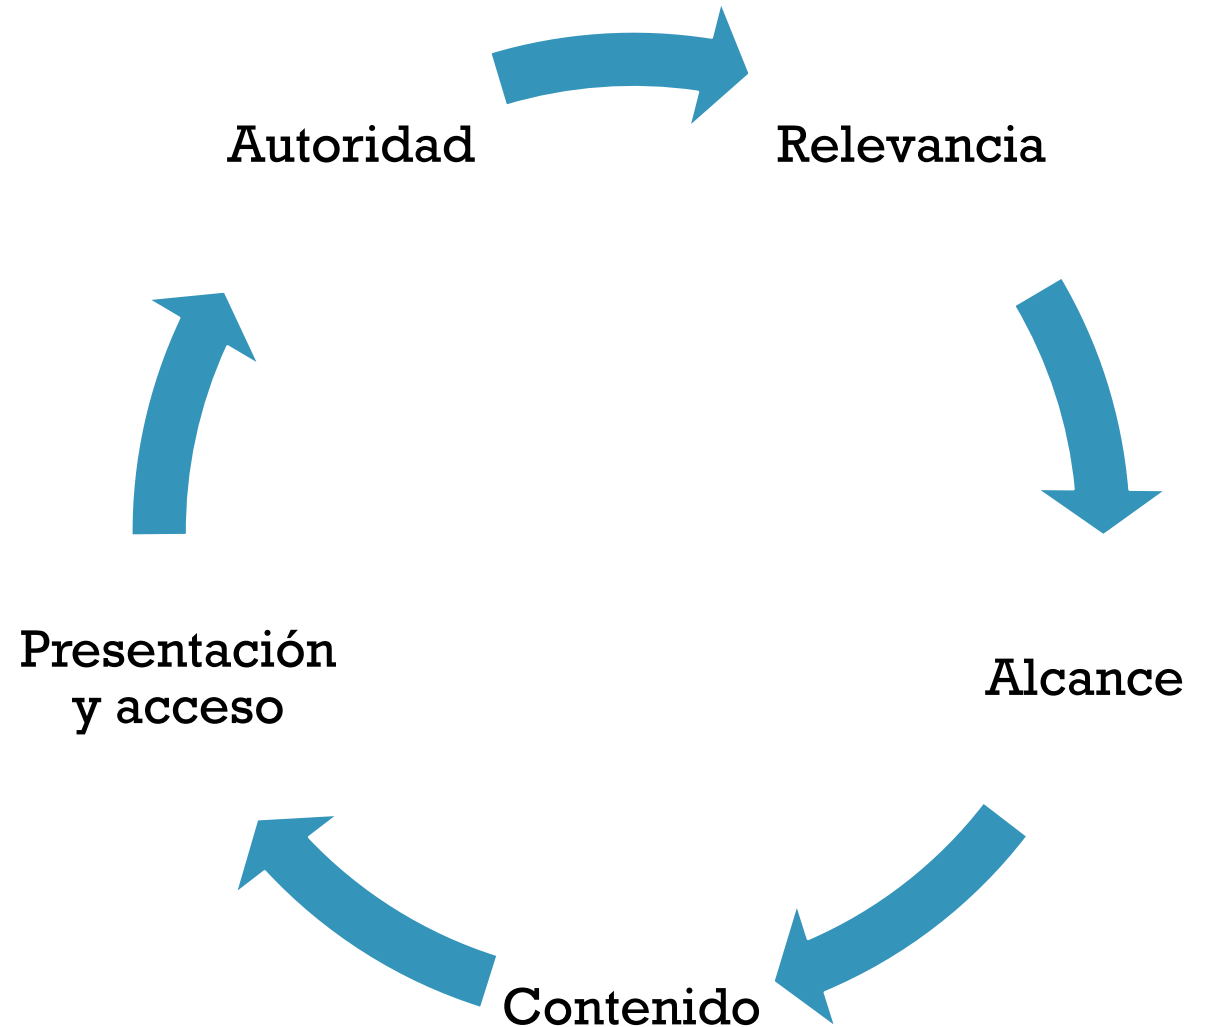 Autoridad
Relevancia
Presentación
y acceso
Alcance
Contenido